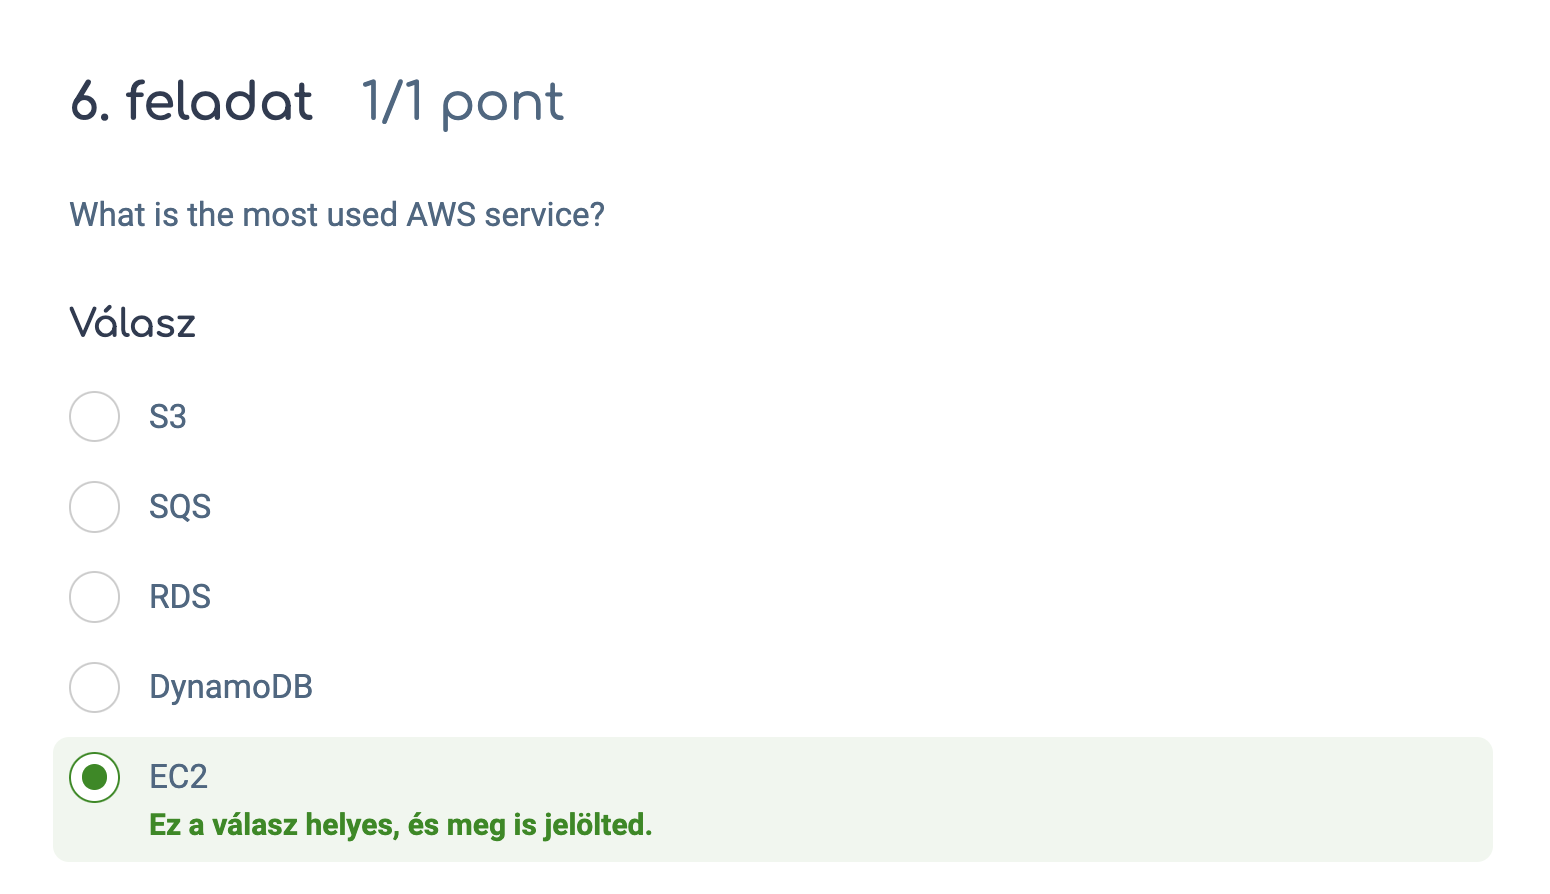 6. feladat 1/1 pont
What is the most used AWS service?
Válasz
S3
SQS
RDS
DynamoDB
EC2
Ez a válasz helyes, és meg is jelölted.